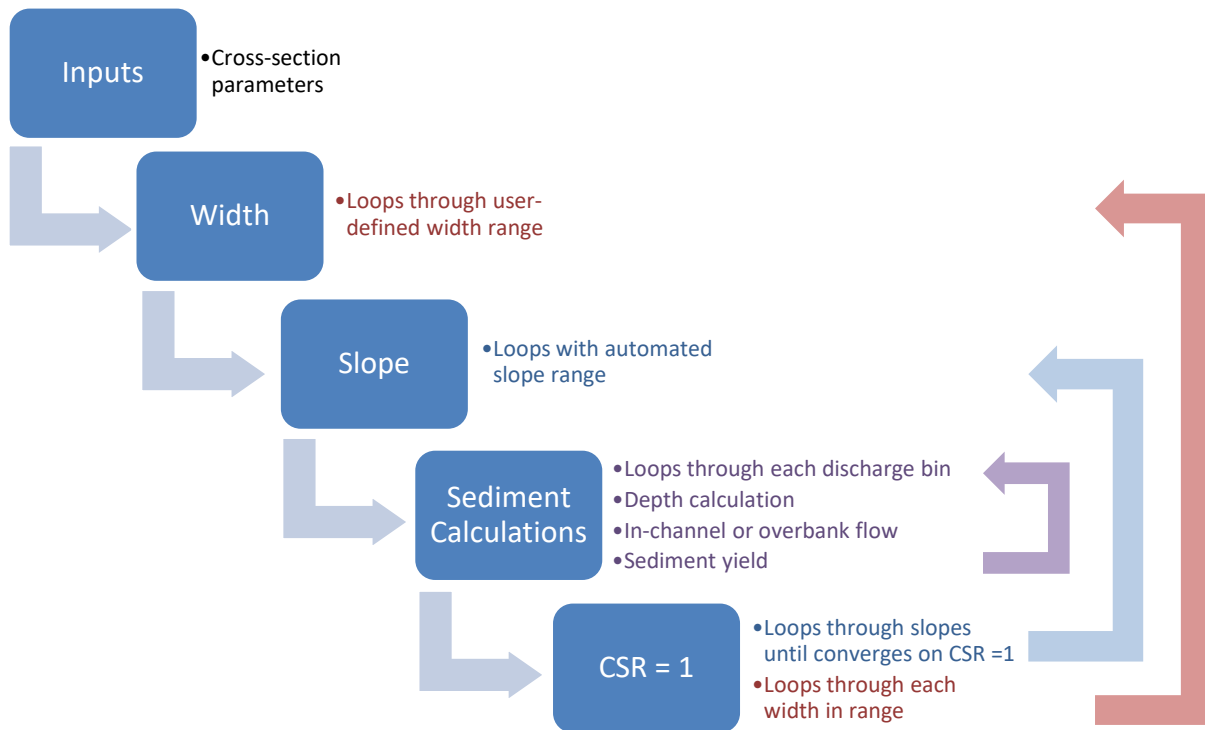 Inputs
•Cross-section
parameters
Width
•Loops through user-
defined width range
Slope
•Loops with automated
slope range
Sediment
Calculations
•Loops through each discharge bin
•Depth calculation
•In-channel or overbank flow
•Sediment yield
CSR = 1
•Loops through slopes
until converges on CSR =1
•Loops through each
width in range